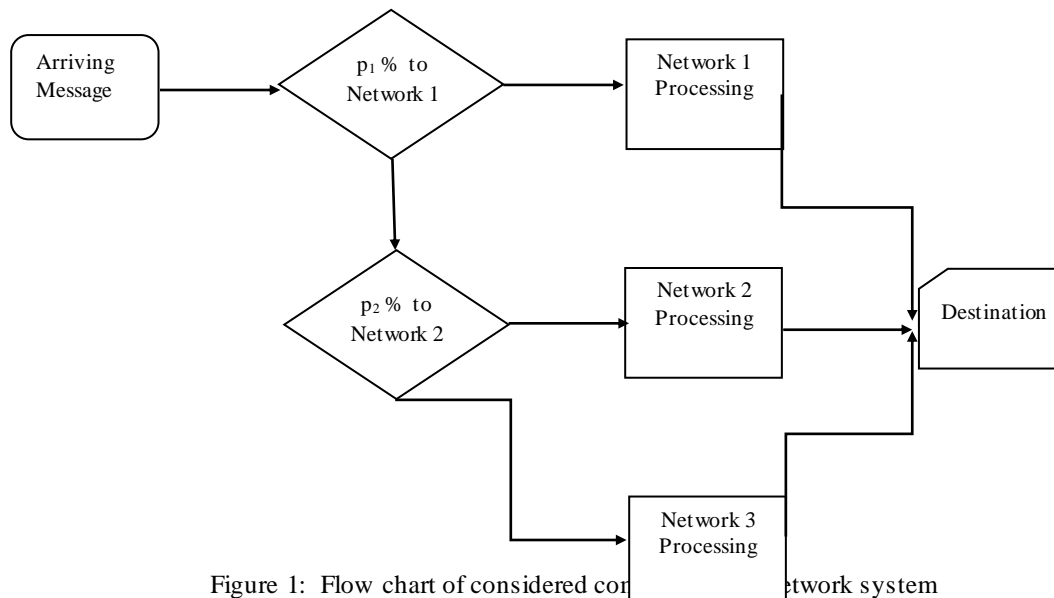 Arriving
Message
p₁ % to
Network 1
Network 1
Processing
p₂ % to
Network 2
Network 2
Processing
Destination
Network 3
Processing
Figure 1: Flow chart of considered con etwork system